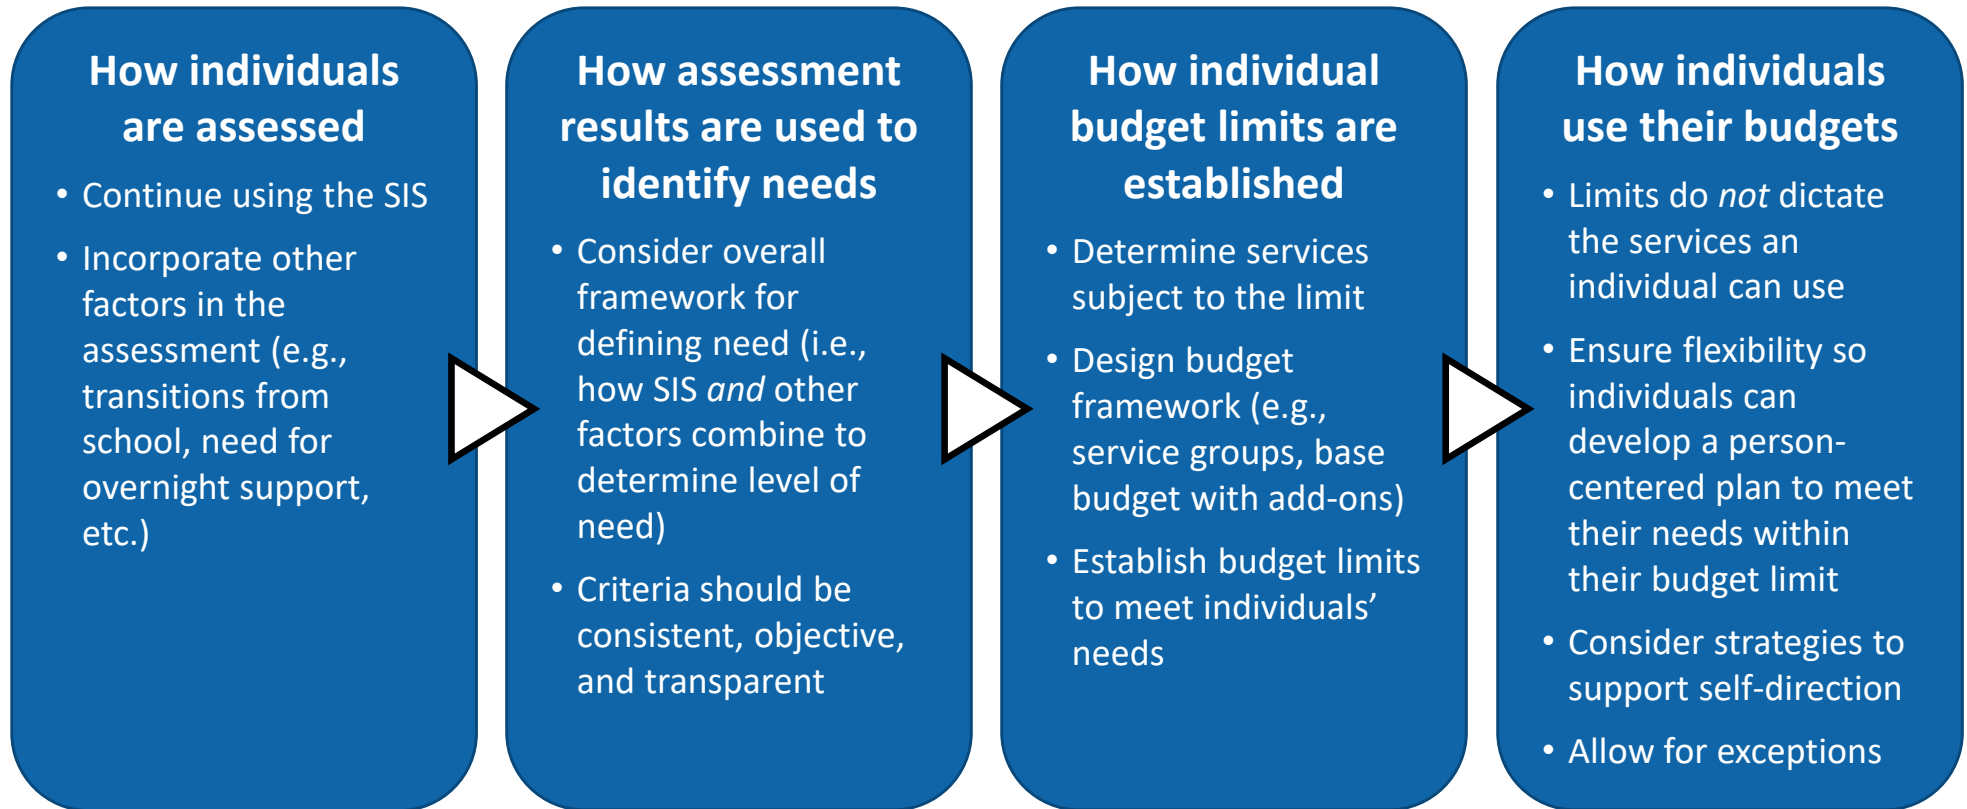 How individuals
are assessed
• Continue using the SIS
• Incorporate other
factors in the
assessment (e.g.,
transitions from
school, need for
overnight support,
etc.)
How assessment
results are used to
identify needs
• Consider overall
framework for
defining need (i.e.,
how SIS and other
factors combine to
determine level of
need)
• Criteria should be
consistent, objective,
and transparent
How individual
budget limits are
established
• Determine services
subject to the limit
• Design budget
framework (e.g.,
service groups, base
budget with add-ons)
• Establish budget limits
to meet individuals’
needs
How individuals
use their budgets
• Limits do not dictate
the services an
individual can use
• Ensure flexibility so
individuals can
develop a person-
centered plan to meet
their needs within
their budget limit
• Consider strategies to
support self-direction
• Allow for exceptions